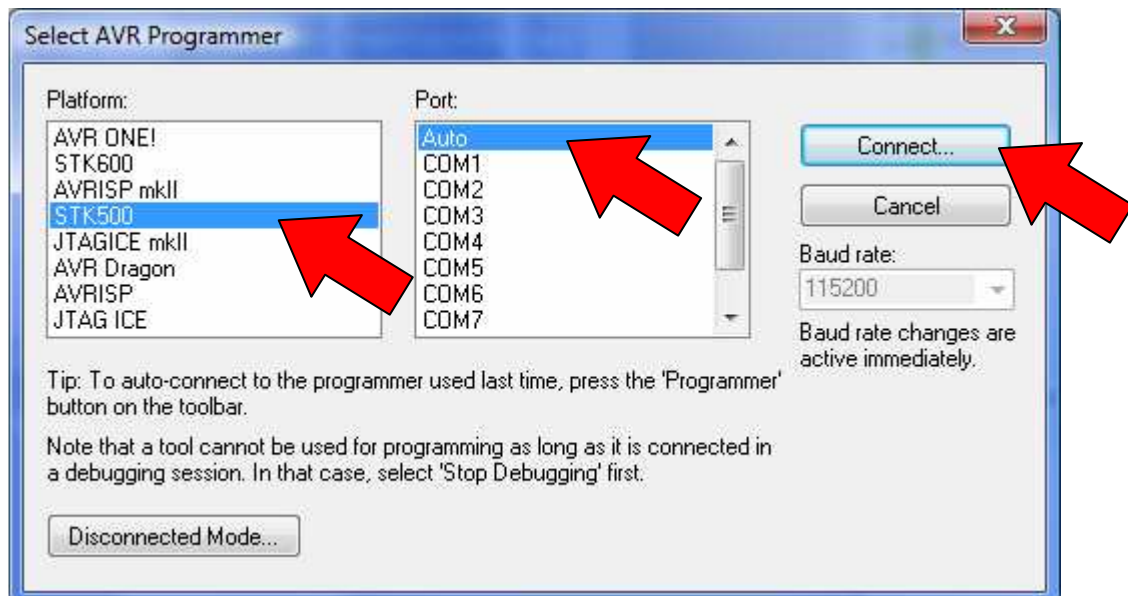 Select AVR Programmer
Platform:
AVR ONE!
STK600
AVRISP mkII
STK500
JTAGICE mkII
AVR Dragon
AVRISP
JTAG ICE
Port:
Auto
COM1
COM2
COM3
COM4
COM5
COM6
COM7
Connect...
Cancel
Baud rate:
115200
Baud rate changes are
active immediately.
Tip: To auto-connect to the programmer used last time, press the 'Programmer'
button on the toolbar.
Note that a tool cannot be used for programming as long as it is connected in
a debugging session. In that case, select 'Stop Debugging' first.
Disconnected Mode...